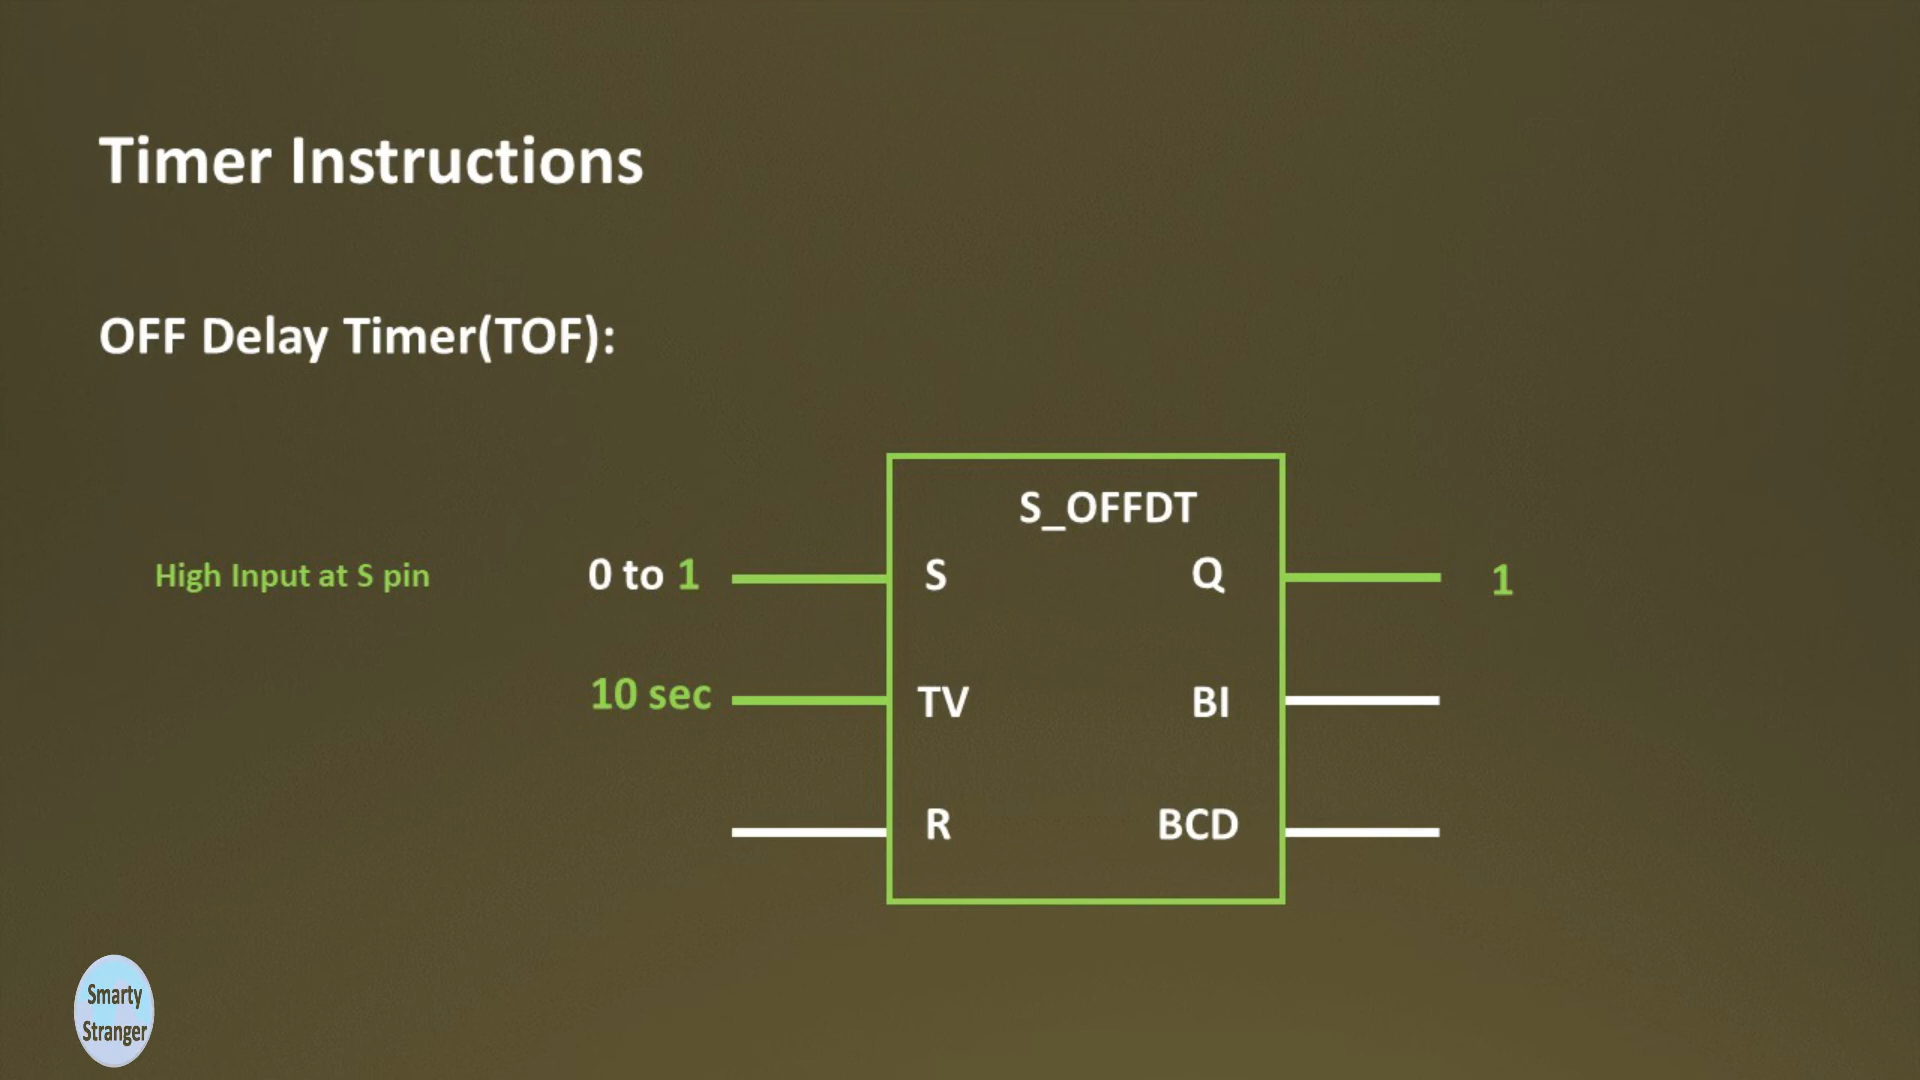 Timer Instructions
OFF Delay Timer(TOF):
S_OFFDT
High Input at S pin 0 to 1 S Q 1
10 sec TV BI
R BCD
Smarty
Stranger